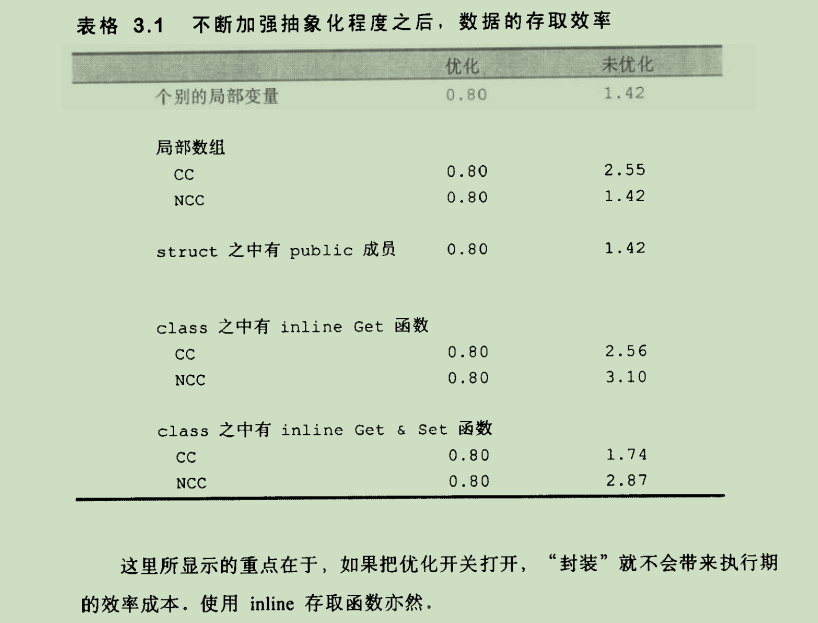 表格 3.1 不断加强抽象化程度之后，数据的存取效率
优化 未优化
个别的局部变量 0.80 1.42
局部数组
CC 0.80 2.55
NCC 0.80 1.42
struct 之中有 public 成员 0.80 1.42
class 之中有 inline Get 函数
CC 0.80 2.56
NCC 0.80 3.10
class 之中有 inline Get & Set 函数
CC 0.80 1.74
NCC 0.80 2.87
这里所显示的重点在于，如果把优化开关打开，“封装”就不会带来执行期
的效率成本．使用 inline 存取函数亦然．